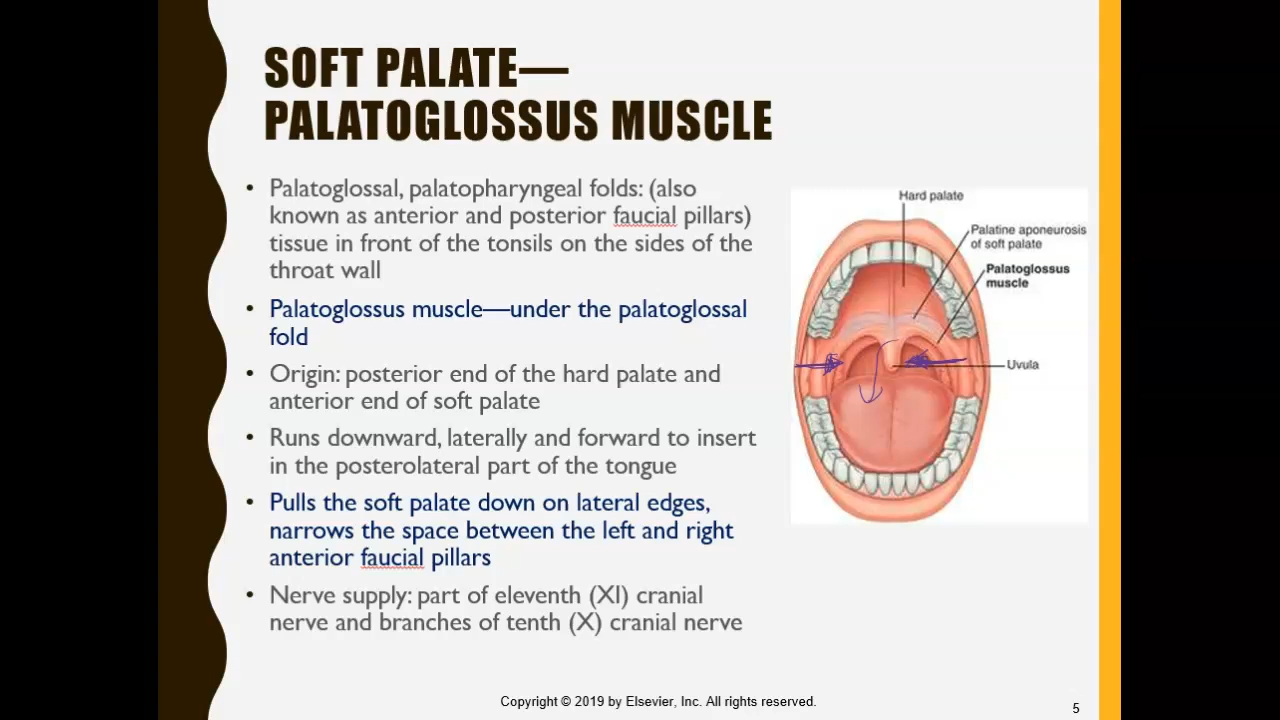 SOFT PALATE—
PALATOGLOSSUS MUSCLE
• Palatoglossal, palatopharyngeal folds: (also
known as anterior and posterior faucial pillars)
tissue in front of the tonsils on the sides of the
throat wall
• Palatoglossus muscle—under the palatoglossal
fold
• Origin: posterior end of the hard palate and
anterior end of soft palate
• Runs downward, laterally and forward to insert
in the posterolateral part of the tongue
• Pulls the soft palate down on lateral edges,
narrows the space between the left and right
anterior faucial pillars
• Nerve supply: part of eleventh (XI) cranial
nerve and branches of tenth (X) cranial nerve
Hard palate
Palatine aponeurosis
of soft palate
Palatoglossus
muscle
Uvula
Copyright © 2019 by Elsevier, Inc. All rights reserved.
5